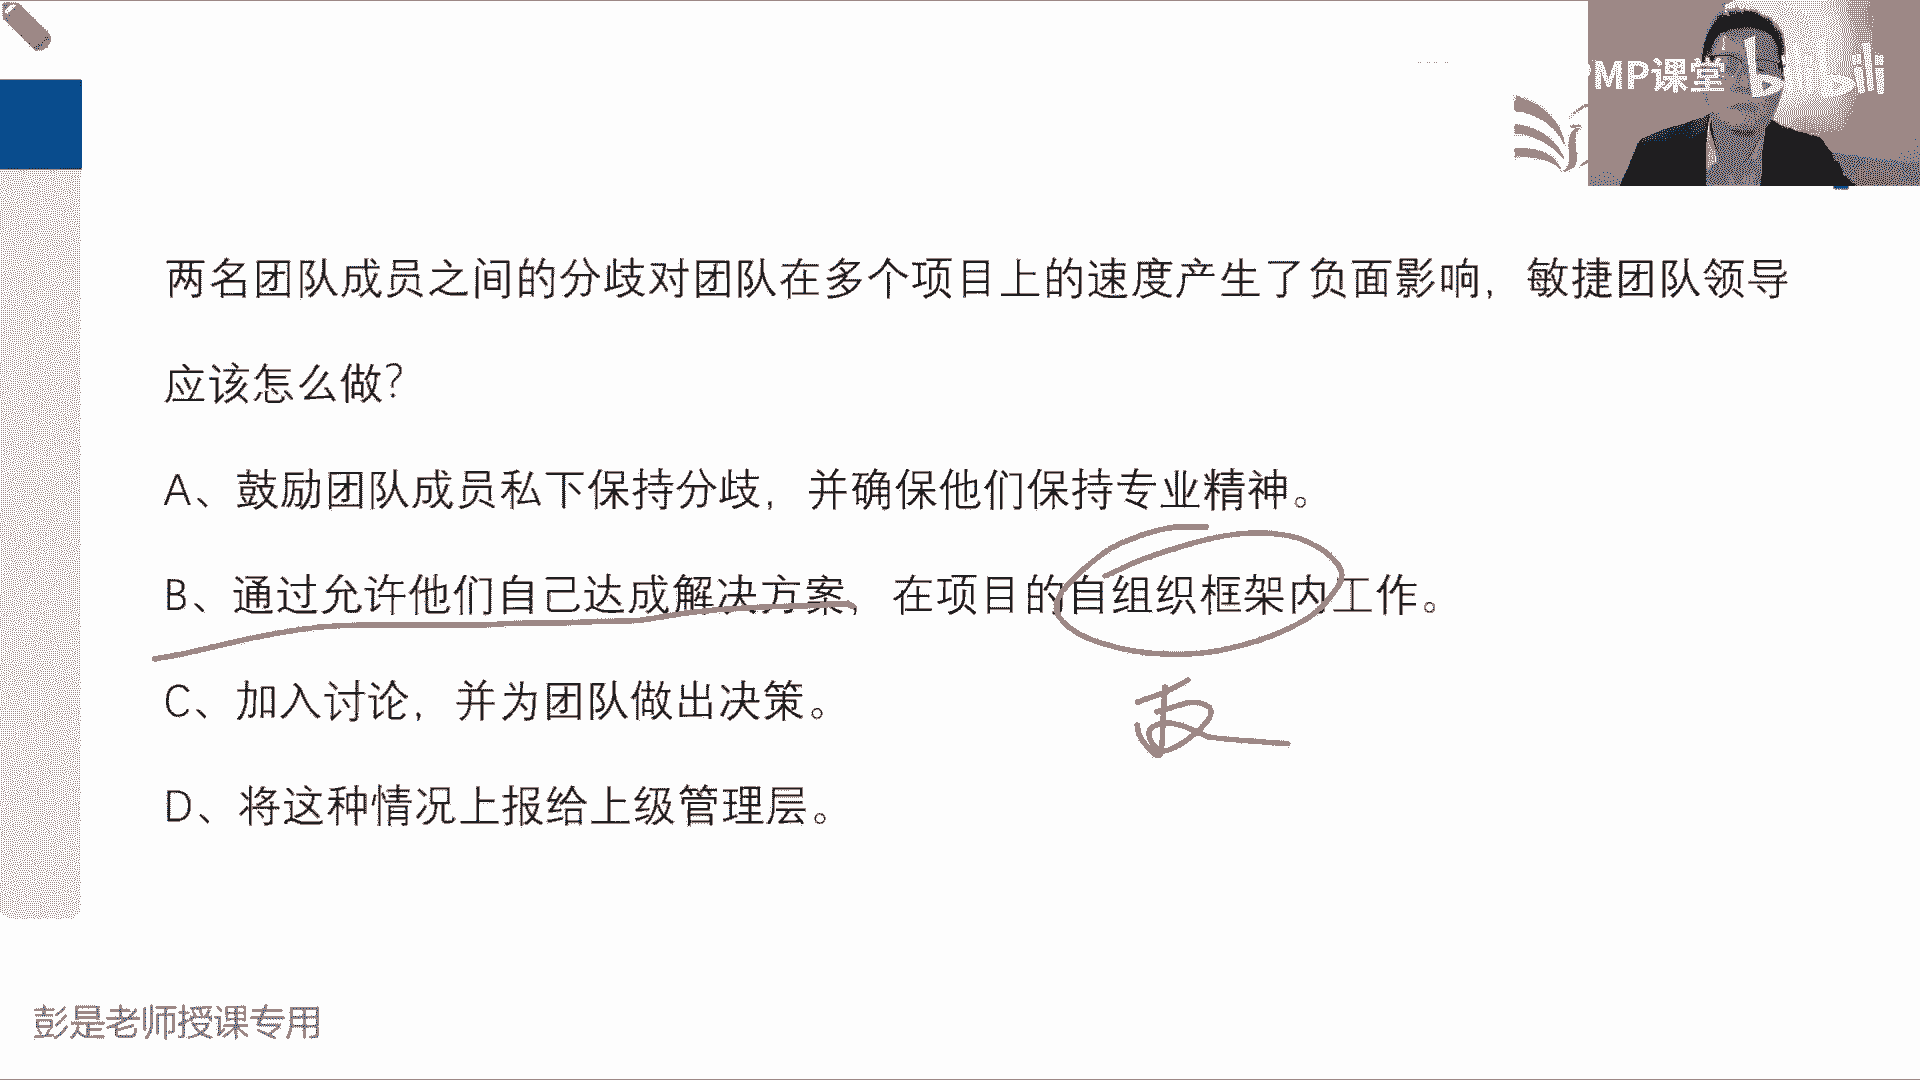 PMP课堂 bilibili
两名团队成员之间的分歧对团队在多个项目上的速度产生了负面影响，敏捷团队领导
应该怎么做？
A、鼓励团队成员私下保持分歧，并确保他们保持专业精神。
B、通过允许他们自己达成解决方案，在项目的自组织框架内工作。
C、加入讨论，并为团队做出决策。
D、将这种情况上报给上级管理层。
彭是老师授课专用